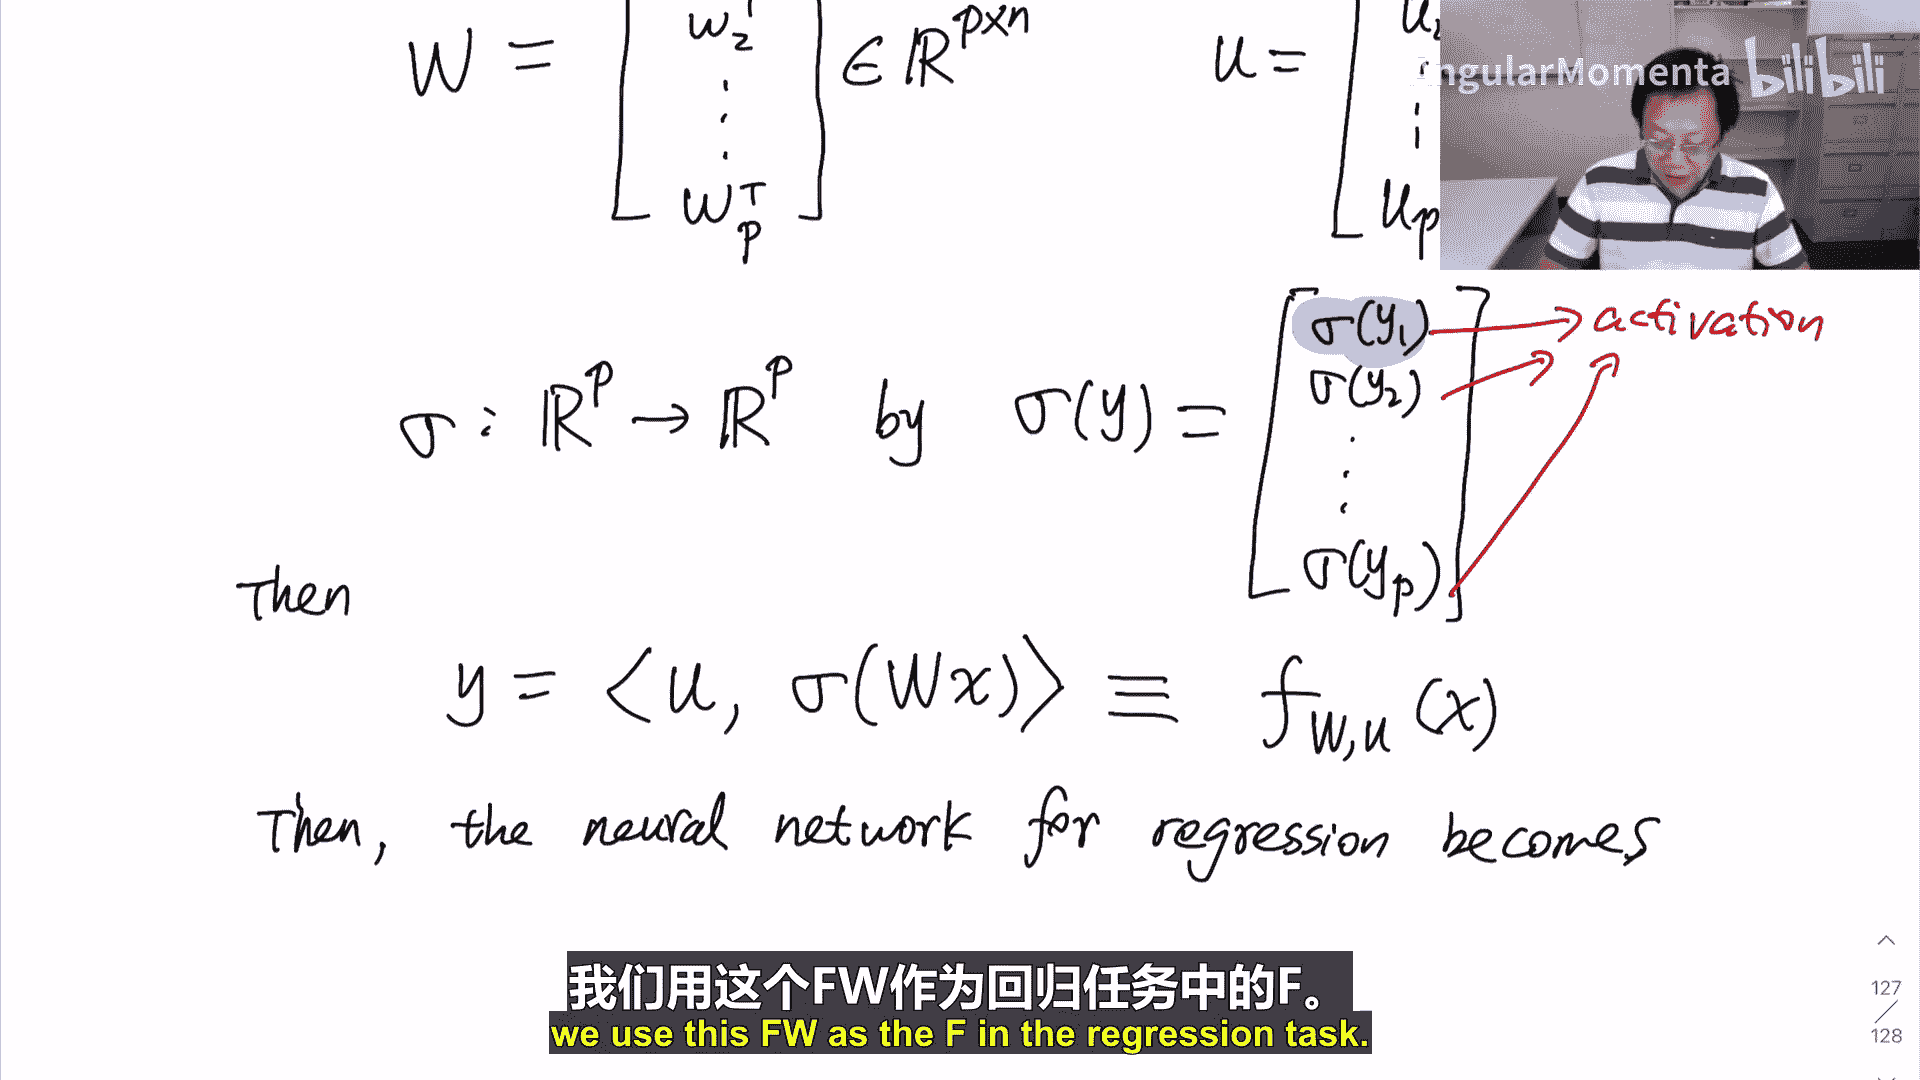 W = [ w₂ᵀ ⋮ w_pᵀ ] ∈ ℝ^{p×n}
u = [ u₂ ⋮ u_p
ngularMomenta bilibili
σ : ℝ^p → ℝ^p by σ(y) = [ σ(y₁) σ(y₂) ⋮ σ(y_p) ] → activation
Then
y = ⟨u, σ(Wx)⟩ ≡ f_{W,u}(x)
Then, the neural network for regression becomes
我们用这个FW作为回归任务中的F。
we use this FW as the F in the regression task.
127
128